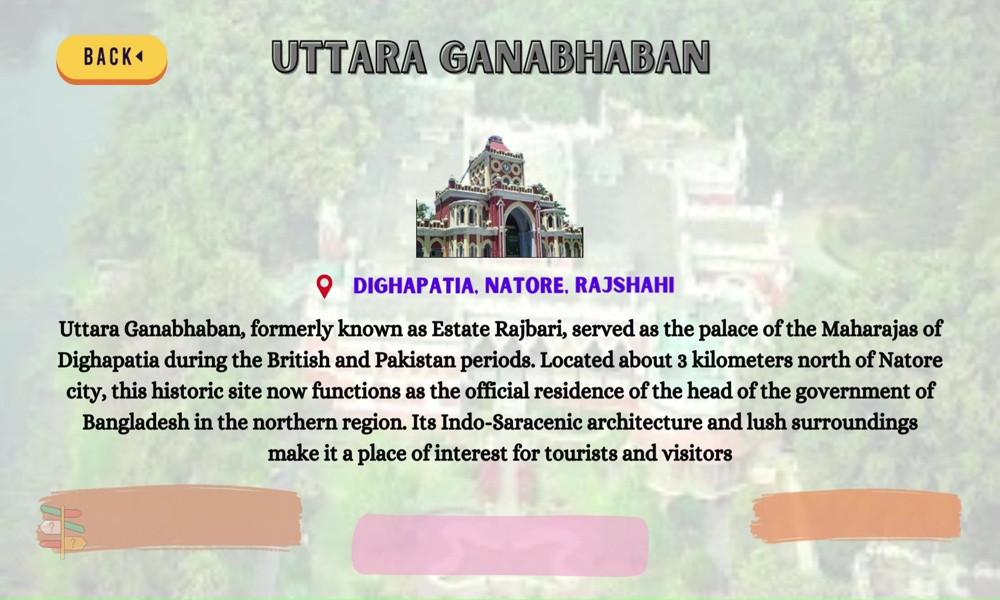 BACK
UTTARA GANABHABAN
DIGHAPATIA, NATORE, RAJSHAHI
Uttara Ganabhaban, formerly known as Estate Rajbari, served as the palace of the Maharajas of
Dighapatia during the British and Pakistan periods. Located about 3 kilometers north of Natore
city, this historic site now functions as the official residence of the head of the government of
Bangladesh in the northern region. Its Indo-Saracenic architecture and lush surroundings
make it a place of interest for tourists and visitors